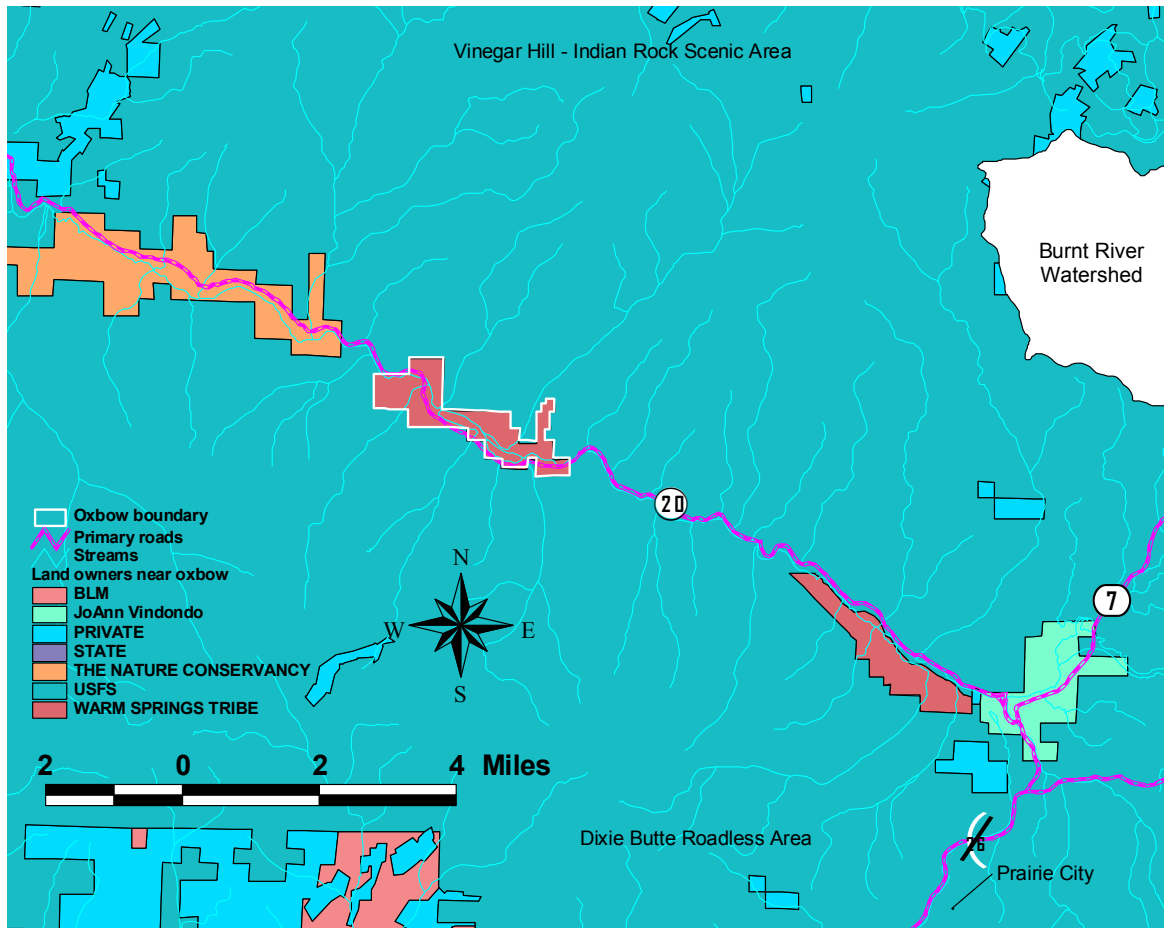 Vinegar Hill - Indian Rock Scenic Area
Burnt River
Watershed
20
7
Oxbow boundary
Primary roads
Streams
Land owners near oxbow
BLM
JoAnn Vindondo
PRIVATE
STATE
THE NATURE CONSERVANCY
USFS
WARM SPRINGS TRIBE
N
W
E
S
2 0 2 4 Miles
Dixie Butte Roadless Area
26
Prairie City